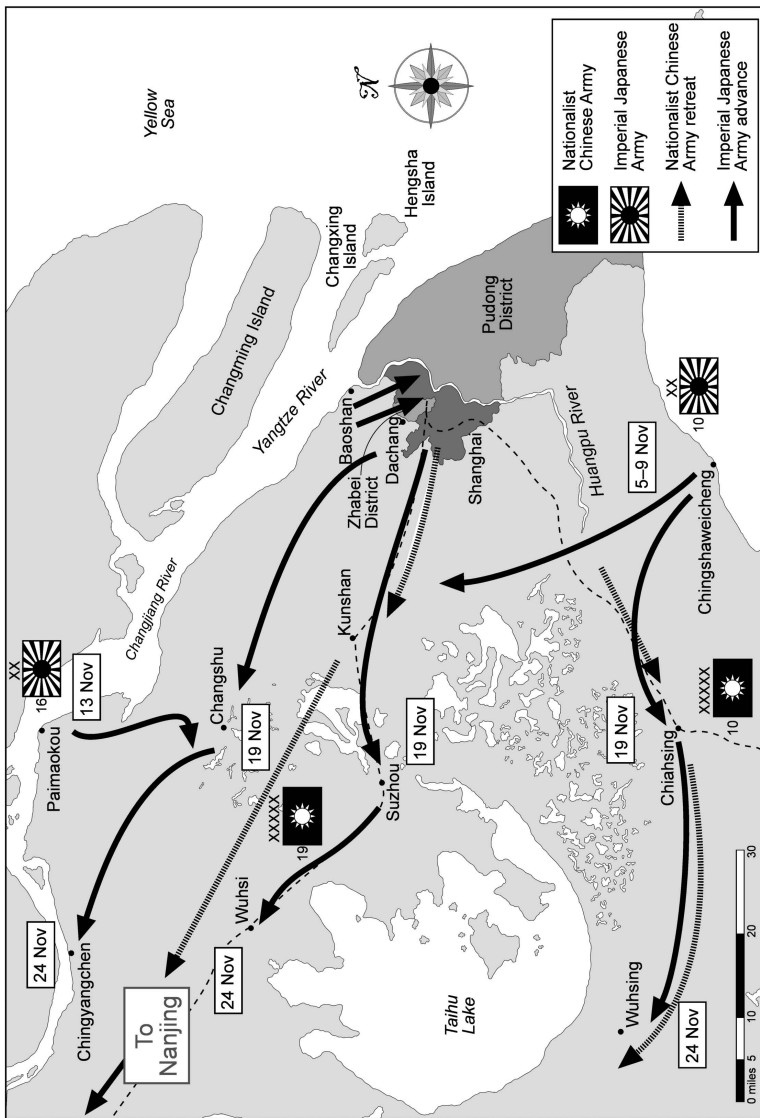 Yellow
Sea
N
Hengsha
Island
Changxing
Island
Changming Island
Yangtze River
Changjiang River
Pudong
District
Baoshan
Dachang
Zhabei
District
Shanghai
Huangpu River
Kunshan
Changshu
19 Nov
XX
16
13 Nov
Paimaokou
Chingyangchen
24 Nov
To
Nanjing
Wuhsi
24 Nov
XXXXX
19
Suzhou
19 Nov
Taihu
Lake
5–9 Nov
XX
10
Chingshaweicheng
19 Nov
Chiahsing
XXXXX
10
Wuhsing
24 Nov
0 miles 5 10 20 30
Nationalist
Chinese Army
Imperial Japanese
Army
Nationalist Chinese
Army retreat
Imperial Japanese
Army advance